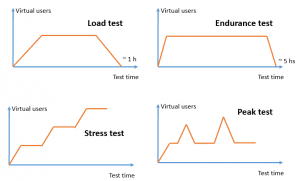 Virtual users
Load test
~ 1 h
Test time
Virtual users
Endurance test
~ 5 hs
Test time
Virtual users
Stress test
Test time
Virtual users
Peak test
Test time